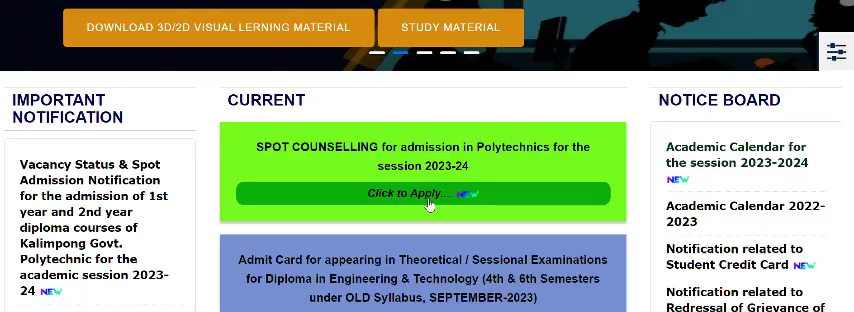 DOWNLOAD 3D/2D VISUAL LERNING MATERIAL
STUDY MATERIAL
IMPORTANT
NOTIFICATION
Vacancy Status & Spot
Admission Notification
for the admission of 1st
year and 2nd year
diploma courses of
Kalimpong Govt.
Polytechnic for the
academic session 2023-
24 NEW
CURRENT
SPOT COUNSELLING for admission in Polytechnics for the
session 2023-24
Click to Apply.... NEW
Admit Card for appearing in Theoretical / Sessional Examinations
for Diploma in Engineering & Technology (4th & 6th Semesters
under OLD Syllabus, SEPTEMBER-2023)
NOTICE BOARD
Academic Calendar for
the session 2023-2024
NEW
Academic Calendar 2022-
2023
Notification related to
Student Credit Card NEW
Notification related to
Redressal of Grievance of